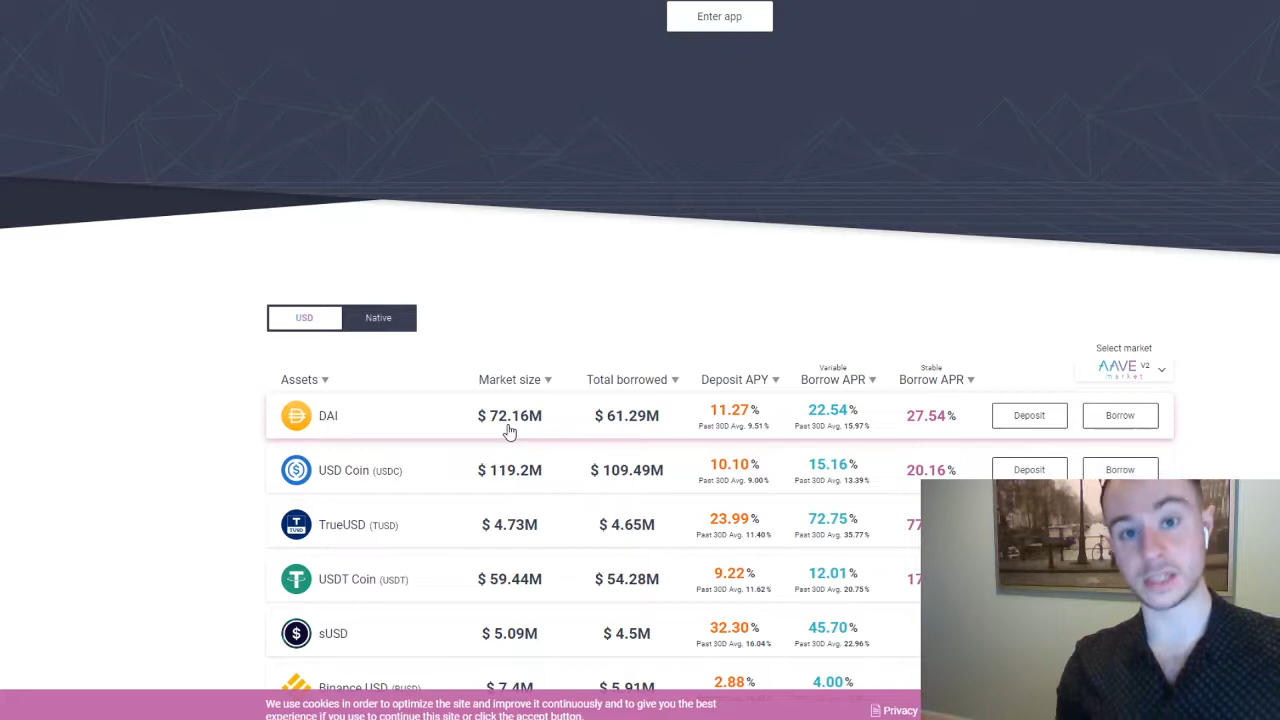 Enter app
USD Native
Select market
AAVE V2
market
Assets Market size Total borrowed Deposit APY Variable Borrow APR Stable Borrow APR
DAI $ 72.16M $ 61.29M 11.27 % 22.54 % 27.54 % Deposit Borrow
Past 30D Avg. 9.51 % Past 30D Avg. 15.97 %
USD Coin (USDC) $ 119.2M $ 109.49M 10.10 % 15.16 % 20.16 % Deposit Borrow
Past 30D Avg. 9.00 % Past 30D Avg. 13.39 %
TUSD TrueUSD (TUSD) $ 4.73M $ 4.65M 23.99 % 72.75 % 77
Past 30D Avg. 11.40 % Past 30D Avg. 35.77 %
USDT Coin (USDT) $ 59.44M $ 54.28M 9.22 % 12.01 % 17
Past 30D Avg. 11.62 % Past 30D Avg. 20.75 %
sUSD $ 5.09M $ 4.5M 32.30 % 45.70 %
Past 30D Avg. 16.04 % Past 30D Avg. 22.96 %
Binance USD (BUSD) $ 7.4M $ 5.91M 2.88 % 4.00 %
We use cookies in order to optimize the site and improve it continuously and to give you the best
experience if you use to continue this site or click the accept button.
Privacy